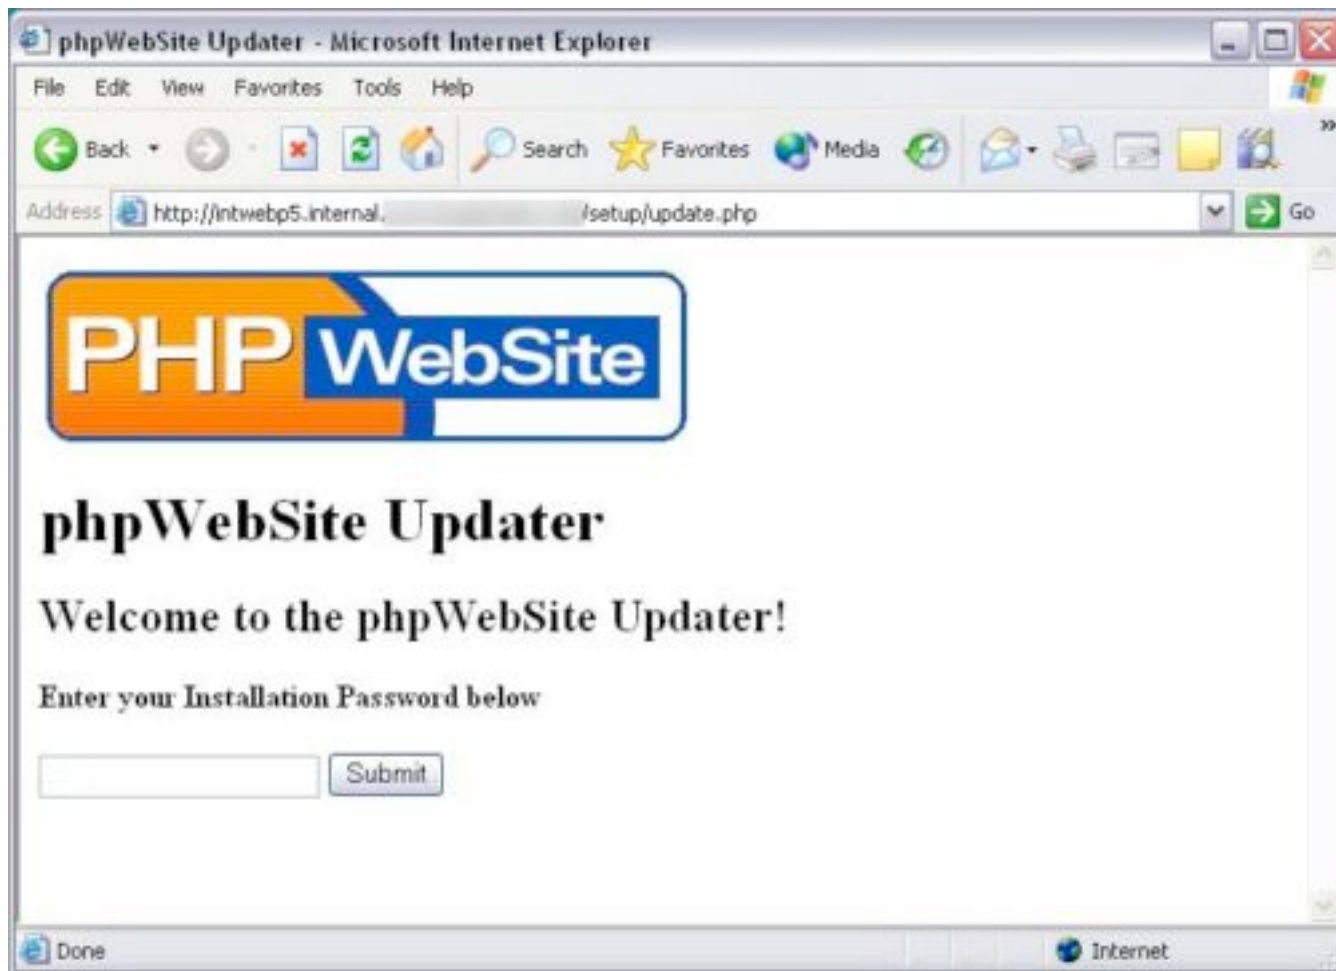 phpWebSite Updater - Microsoft Internet Explorer
File Edit View Favorites Tools Help
Back Search Favorites Media
Address http://intwebp5.internal. /setup/update.php Go
PHP WebSite
phpWebSite Updater
Welcome to the phpWebSite Updater!
Enter your Installation Password below
Submit
Done Internet